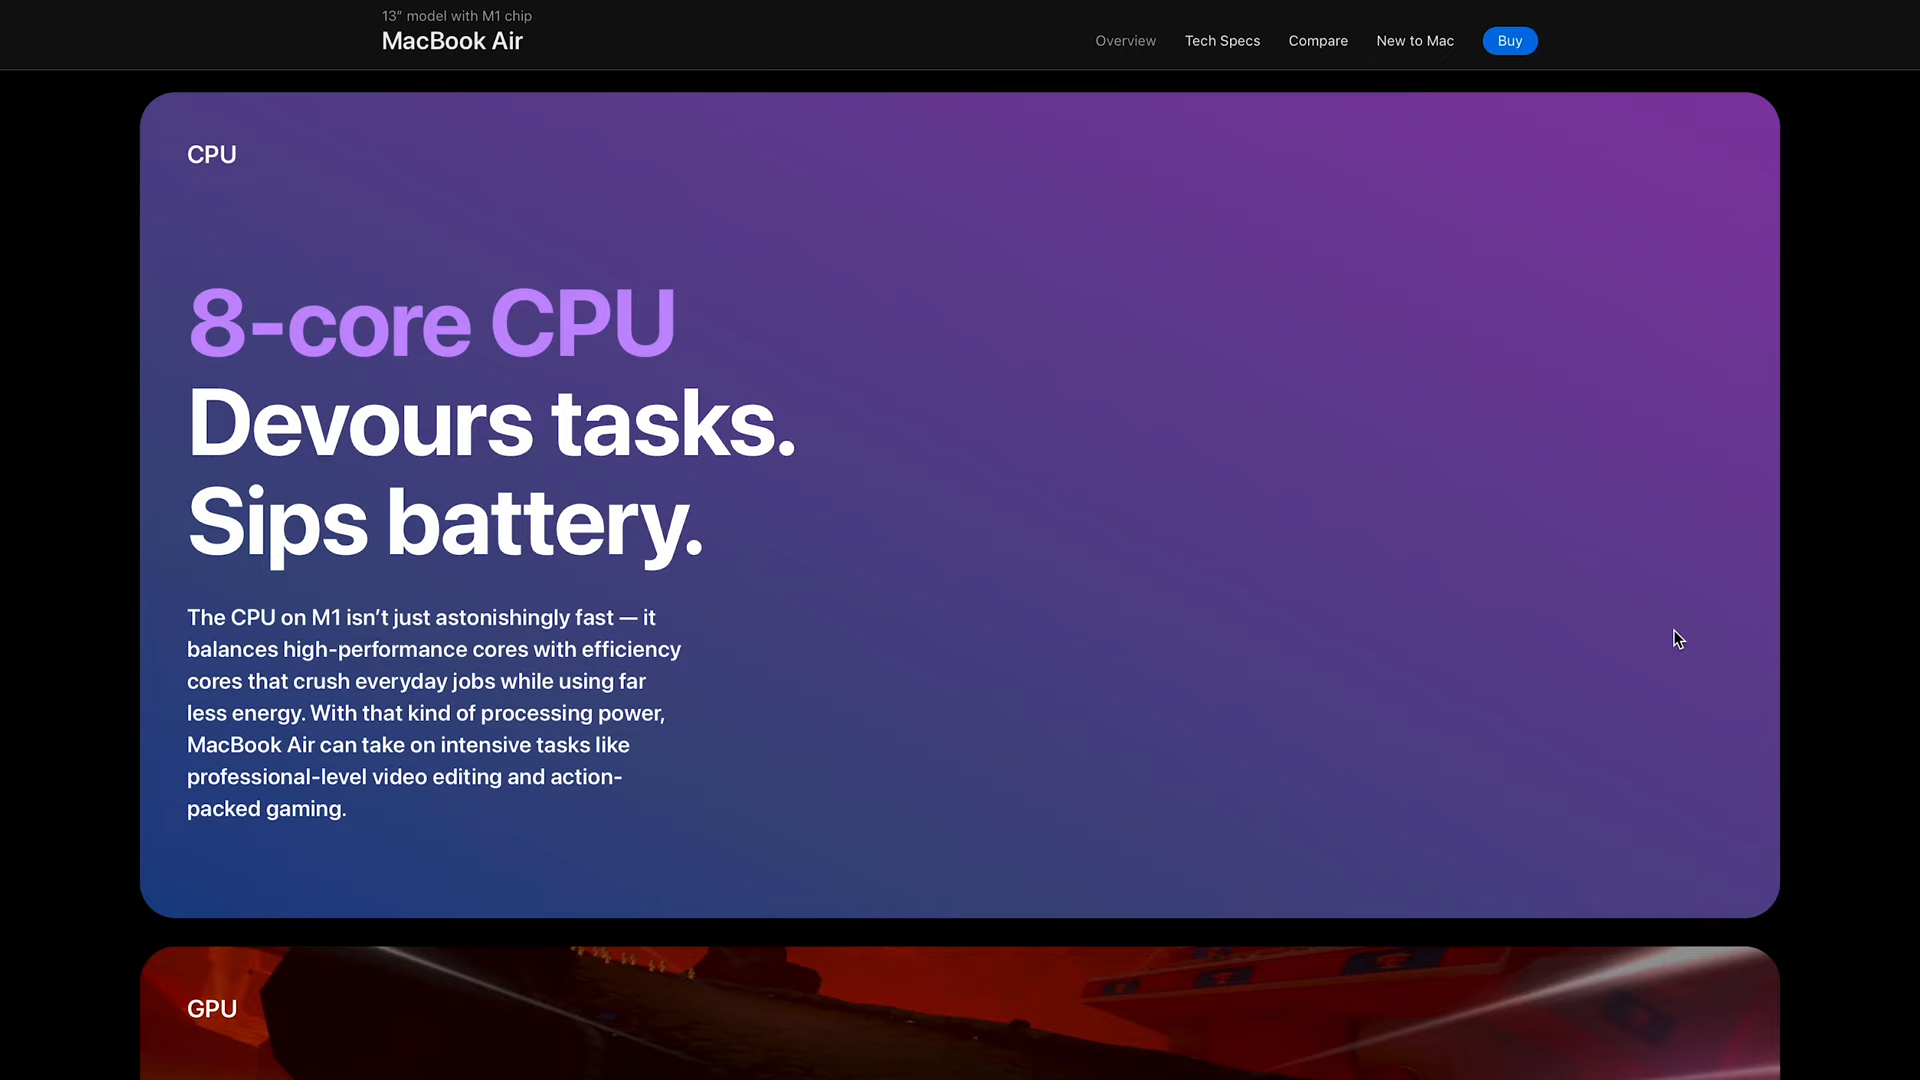 13″ model with M1 chip
MacBook Air
Overview
Tech Specs
Compare
New to Mac
Buy
CPU
8-core CPU
Devours tasks.
Sips battery.
The CPU on M1 isn’t just astonishingly fast — it
balances high-performance cores with efficiency
cores that crush everyday jobs while using far
less energy. With that kind of processing power,
MacBook Air can take on intensive tasks like
professional-level video editing and action-
packed gaming.
GPU